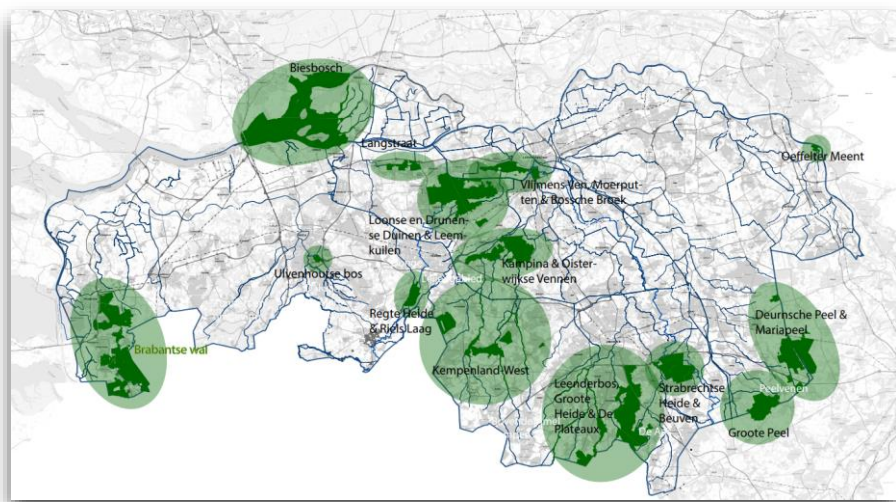 Biesbosch
Langstraat
Oeffelter Meent
Vlijmens Ven, Moerput-
ten & Bossche Broek
Loonse en Drunen-
se Duinen & Leem-
kuilen
Ulvenhoutse bos
Kampina & Oister-
wijkse Vennen
Regte Heide
& Riels Laag
Deurnsche Peel &
Mariapeel
Brabantse wal
Kempenland-West
Leenderbos,
Groote
Heide & De
Plateaux
Strabrechtse
Heide &
Beuven
Peelvenen
Groote Peel